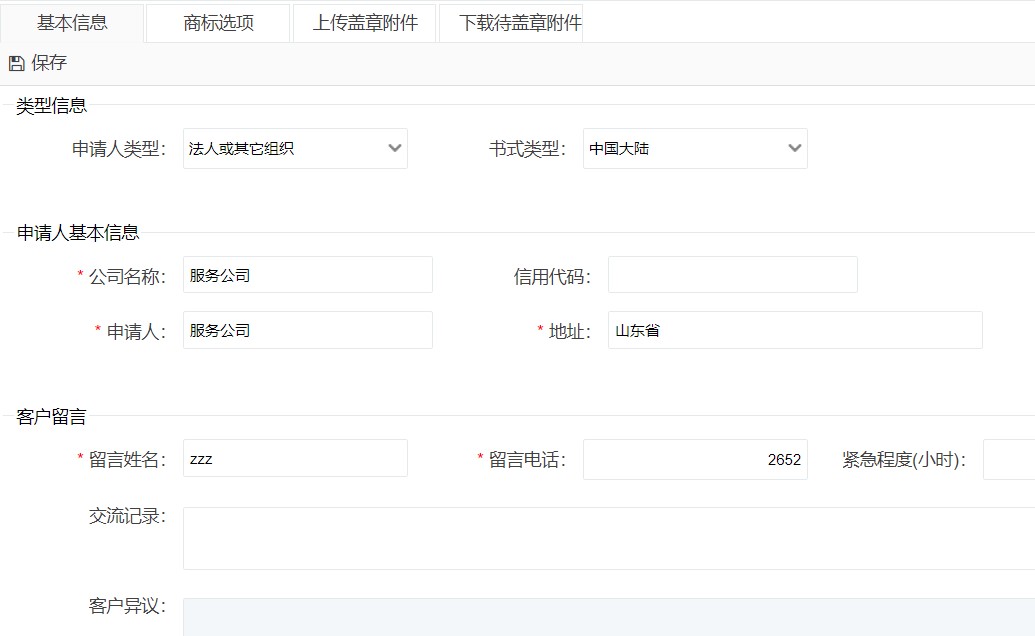 基本信息 商标选项 上传盖章附件 下载待盖章附件
保存
类型信息
申请人类型： 法人或其它组织 书式类型： 中国大陆
申请人基本信息
* 公司名称： 服务公司 信用代码：
* 申请人： 服务公司 * 地址： 山东省
客户留言
* 留言姓名： zzz * 留言电话： 2652 紧急程度(小时)：
交流记录：
客户异议：